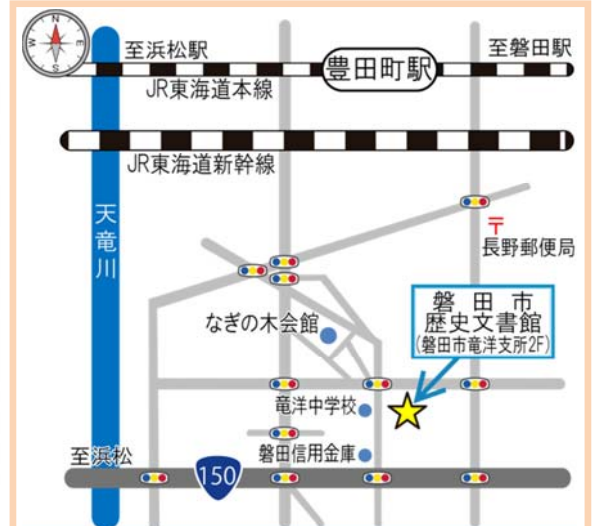 N
W E
S
至浜松駅
豊田町駅
至磐田駅
JR東海道本線
JR東海道新幹線
天竜川
〒
長野郵便局
磐田市
歴史文書館
(磐田市竜洋支所2F)
なぎの木会館
竜洋中学校
磐田信用金庫
至浜松
150